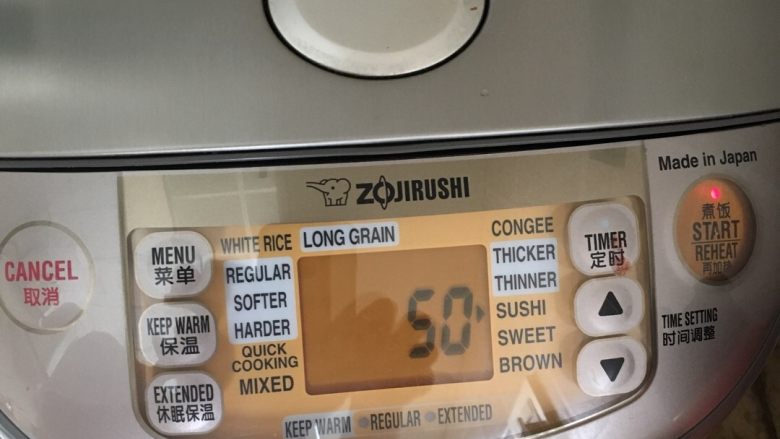 ZOJIRUSHI
Made in Japan
CANCEL
取消
MENU
菜单
KEEP WARM
保温
EXTENDED
休眠保温
WHITE RICE
LONG GRAIN
REGULAR
SOFTER
HARDER
QUICK
COOKING
MIXED
50
CONGEE
THICKER
THINNER
SUSHI
SWEET
BROWN
KEEP WARM REGULAR EXTENDED
TIMER
定时
煮饭
START
REHEAT
再加热
TIME SETTING
时间调整